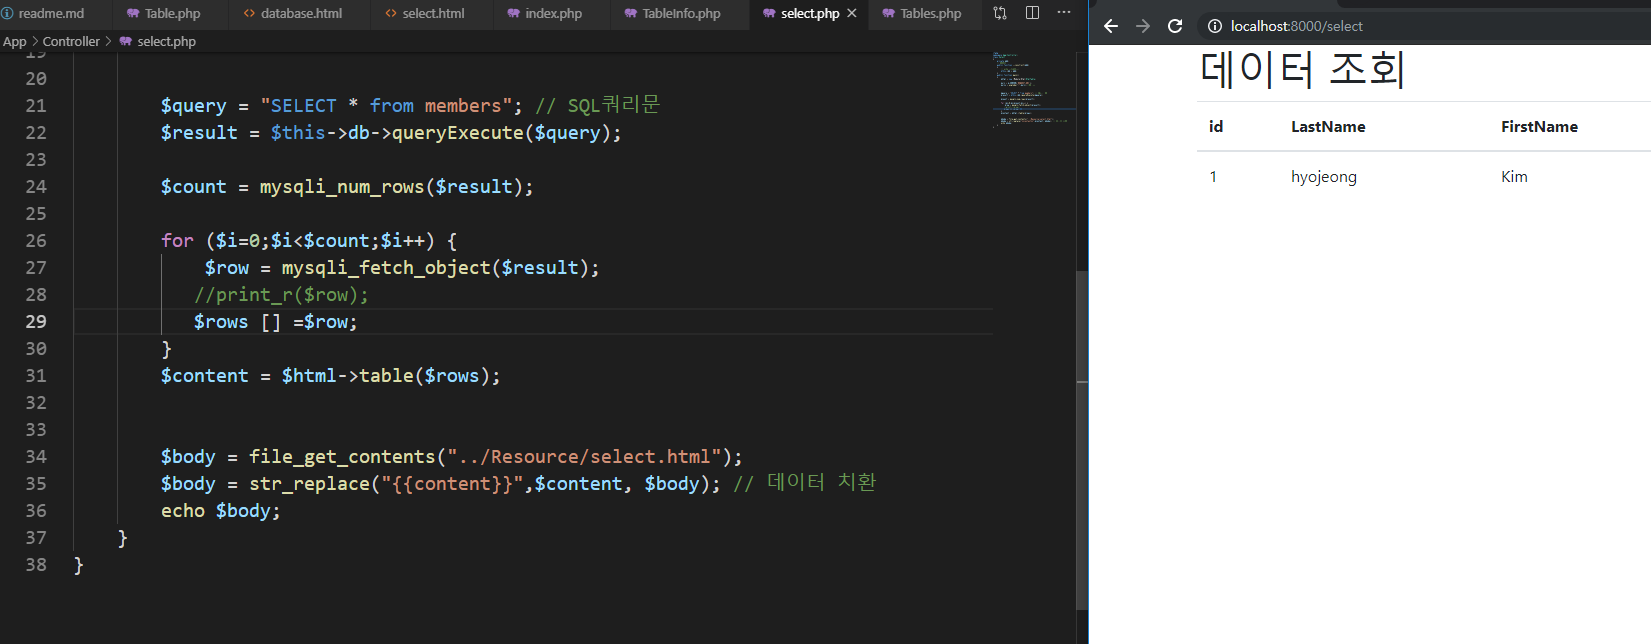 readme.md Table.php database.html select.html index.php TableInfo.php select.php Tables.php
App > Controller > select.php
19
20
21 $query = "SELECT * from members"; // SQL쿼리문
22 $result = $this->db->queryExecute($query);
23
24 $count = mysqli_num_rows($result);
25
26 for ($i=0;$i<$count;$i++) {
27 $row = mysqli_fetch_object($result);
28 //print_r($row);
29 $rows [] =$row;
30 }
31 $content = $html->table($rows);
32
33
34 $body = file_get_contents("../Resource/select.html");
35 $body = str_replace("{{content}}",$content, $body); // 데이터 치환
36 echo $body;
37 }
38 }
localhost:8000/select
데이터 조회
id LastName FirstName
1 hyojeong Kim